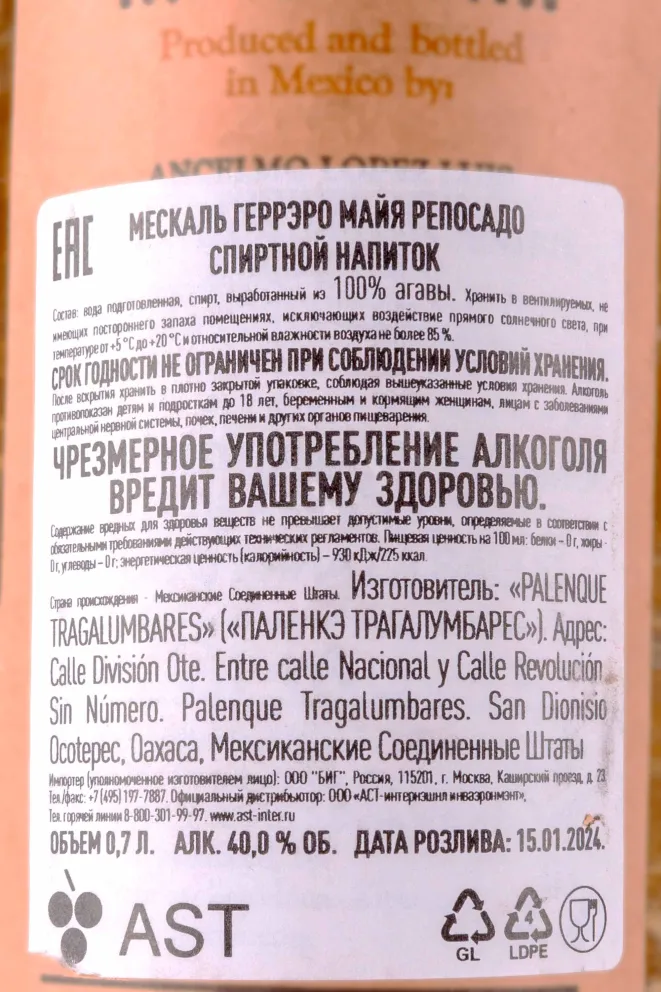 Produced and bottled
in Mexico by:
ANCELMO LOPEZ LUIS
ЕАС
МЕСКАЛЬ ГЕРРЭРО МАЙЯ РЕПОСАДО
СПИРТНОЙ НАПИТОК
Состав: вода подготовленная, спирт, выработанный из 100% агавы. Хранить в вентилируемых, не
имеющих постороннего запаха помещениях, исключающих воздействие прямого солнечного света, при
температуре от +5 °С до +20 °С и относительной влажности воздуха не более 85 %.
СРОК ГОДНОСТИ НЕ ОГРАНИЧЕН ПРИ СОБЛЮДЕНИИ УСЛОВИЙ ХРАНЕНИЯ.
После вскрытия хранить в плотно закрытой упаковке, соблюдая вышеуказанные условия хранения. Алкоголь
противопоказан детям и подросткам до 18 лет, беременным и кормящим женщинам, лицам с заболеваниями
центральной нервной системы, почек, печени и других органов пищеварения.
ЧРЕЗМЕРНОЕ УПОТРЕБЛЕНИЕ АЛКОГОЛЯ
ВРЕДИТ ВАШЕМУ ЗДОРОВЬЮ.
Содержание вредных для здоровья веществ не превышает допустимые уровни, определяемые в соответствии с
обязательными требованиями действующих технических регламентов. Пищевая ценность на 100 мл: белки – 0 г, жиры -
0 г, углеводы – 0 г; энергетическая ценность (калорийность) – 930 кДж/225 ккал.
Страна происхождения - Мексиканские Соединенные Штаты. Изготовитель: «PALENQUE
TRAGALUMBARES» («ПАЛЕНКЭ ТРАГАЛУМБАРЕС»). Адрес:
Calle División Ote. Entre calle Nacional y Calle Revolución
Sin Número. Palenque Tragalumbares. San Dionisio
Ocotepec, Oaxaca, Мексиканские Соединенные Штаты
Импортер (уполномоченное изготовителем лицо): ООО "БИГ", Россия, 115201, г. Москва, Каширский проезд, д. 23
Тел./факс: +7 (495) 197-7887. Официальный дистрибьютор: ООО «АСТ-интернэшнл инваэронмэнт»,
Тел. горячей линии 8-800-301-99-97. www.ast-inter.ru
ОБЪЕМ 0,7 Л. АЛК. 40,0 % ОБ. ДАТА РОЗЛИВА: 15.01.2024.
AST
GL
4
LDPE